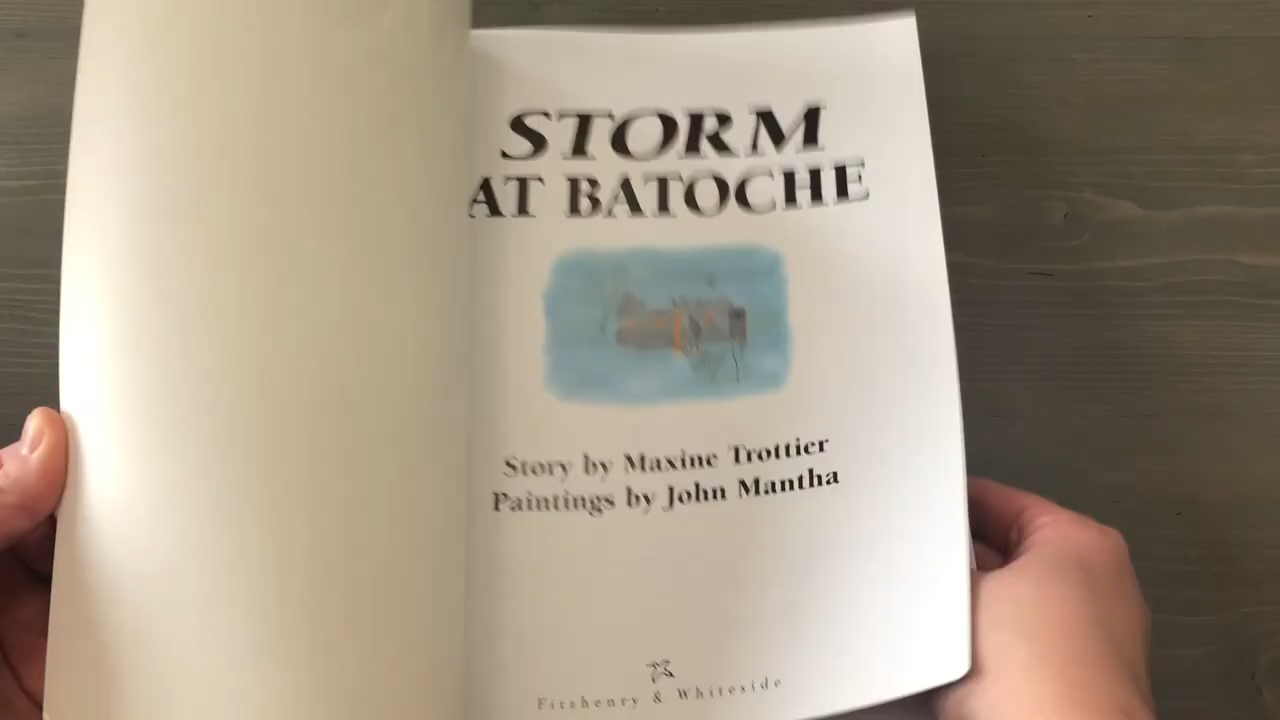 STORM
AT BATOCHE
Story by Maxine Trottier
Paintings by John Mantha
Fitzhenry & Whiteside